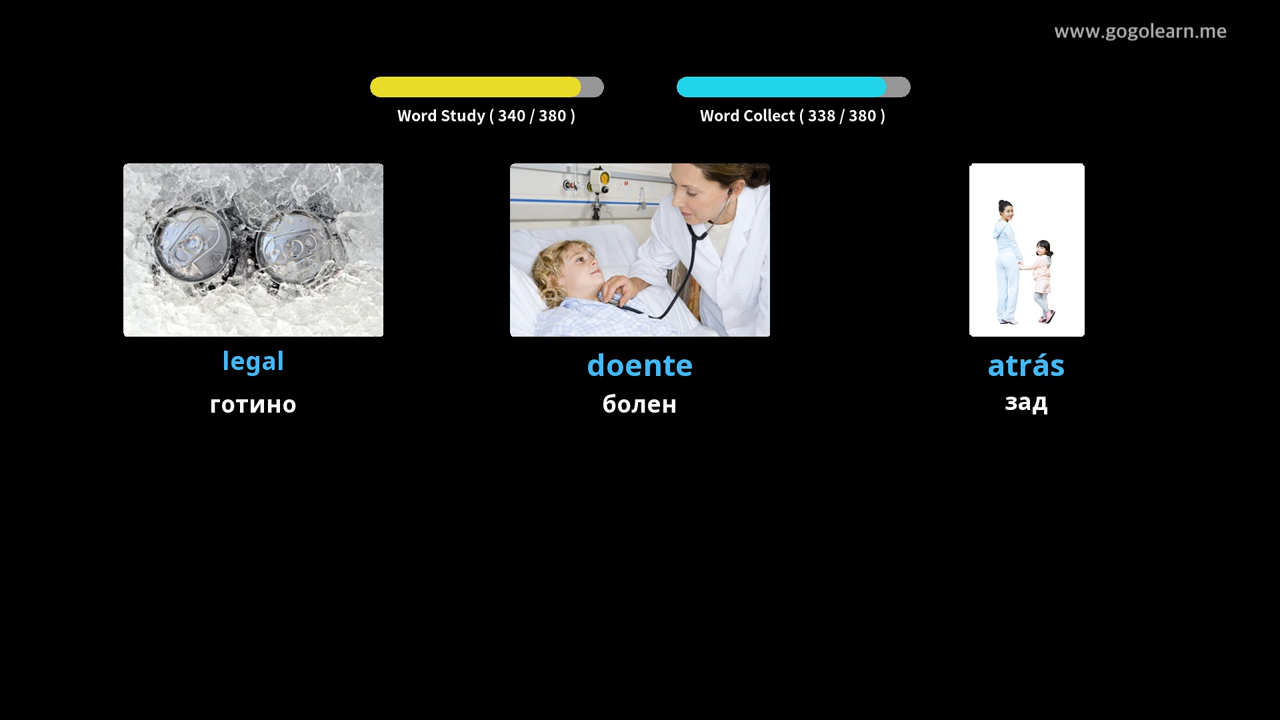 www.gogolearn.me
Word Study ( 340 / 380 )
Word Collect ( 338 / 380 )
legal
doente
atrás
готино
болен
зад